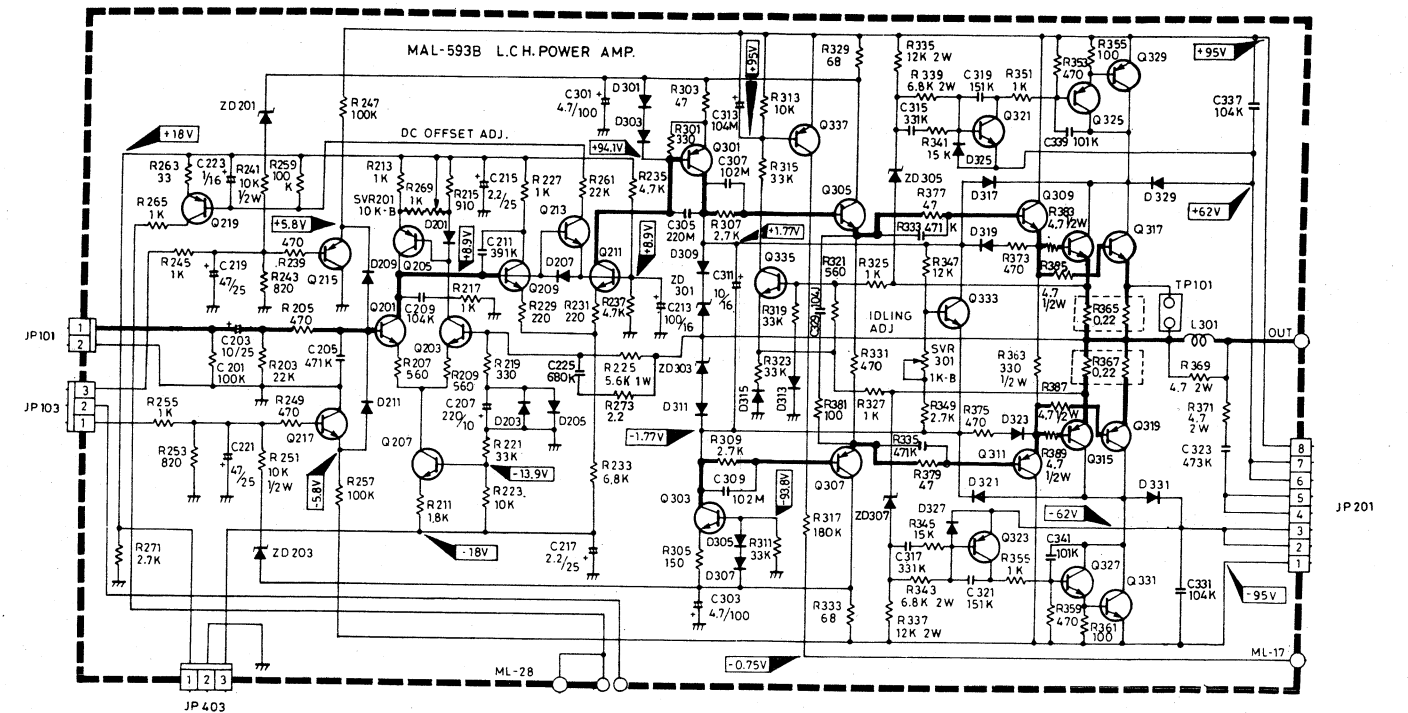 MAL-593B L.CH. POWER AMP.
ZD201
R247
100K
DC OFFSET ADJ.
+18V
R263
33
C223
1/16
R241
10K
1/2W
R259
100
K
R265
1K
Q219
+5.8V
R245
1K
C219
47/25
470
R239
R243
820
Q215
D209
R213
1K
R269
1K
SVR201
10K-B
R215
910
D201
Q205
C215
2.2/25
+8.9V
R227
1K
Q213
R261
22K
C211
391K
D207
Q209
Q211
R235
4.7K
+8.9V
R217
1K
C209
104K
R229
220
R231
220
R237
4.7K
C213
100/16
C301
4.7/100
D301
D303
+94.1V
R303
47
R301
330
Q301
C313
104M
C307
102M
C305
220M
R307
2.7K
+1.77V
D309
ZD
301
C311
10/16
+95V
R313
10K
R315
33K
Q337
R329
68
Q305
Q335
R319
33K
R321
560
C329
104J
R325
1K
R333
471K
R377
47
R335
12K 2W
R339
6.8K 2W
C319
151K
R351
1K
C315
331K
R341
15K
Q321
D325
ZD305
R353
470
R355
100
Q329
Q325
C339 101K
+95V
C337
104K
D317
D329
+62V
Q309
R383
4.7 1/2W
Q317
D319
R373
470
R395
4.7
1/2W
R347
12K
IDLING
ADJ
Q333
R365
0.22
TP101
L301
OUT
JP101
1
2
R205
470
C203
10/25
C201
100K
R203
22K
C205
471K
Q201
Q203
R207
560
R209
560
R219
330
C225
680K
R225
5.6K 1W
R273
2.2
C207
220/10
D203
D205
R221
33K
-13.9V
R223
10K
Q207
R211
1.8K
-18V
R233
6.8K
C217
2.2/25
JP103
3
2
1
R255
1K
R249
470
Q217
D211
R253
820
C221
47/25
R251
10K
1/2W
-5.8V
R257
100K
R271
2.7K
ZD203
ZD303
D311
-1.77V
R309
2.7K
C309
102M
Q303
D305
D307
R305
150
R311
33K
C303
4.7/100
-93.8V
R323
33K
D315
D313
R381
100
R331
470
R327
1K
SVR
301
1K-B
R349
2.7K
R375
470
D323
R363
330
1/2W
R387
4.7 1/2W
R367
0.22
R369
4.7 2W
R371
4.7
2W
C323
473K
Q307
R335
471K
R379
47
Q311
R389
4.7
1/2W
Q315
Q319
D321
D331
-62V
R317
180K
ZD307
D327
R345
15K
C317
331K
Q323
R355
1K
R343
6.8K 2W
C321
151K
R337
12K 2W
R333
68
C341
101K
Q327
Q331
R359
470
R361
100
C331
104K
-95V
-0.75V
ML-17
ML-28
JP201
8
7
6
5
4
3
2
1
1
2
3
JP403